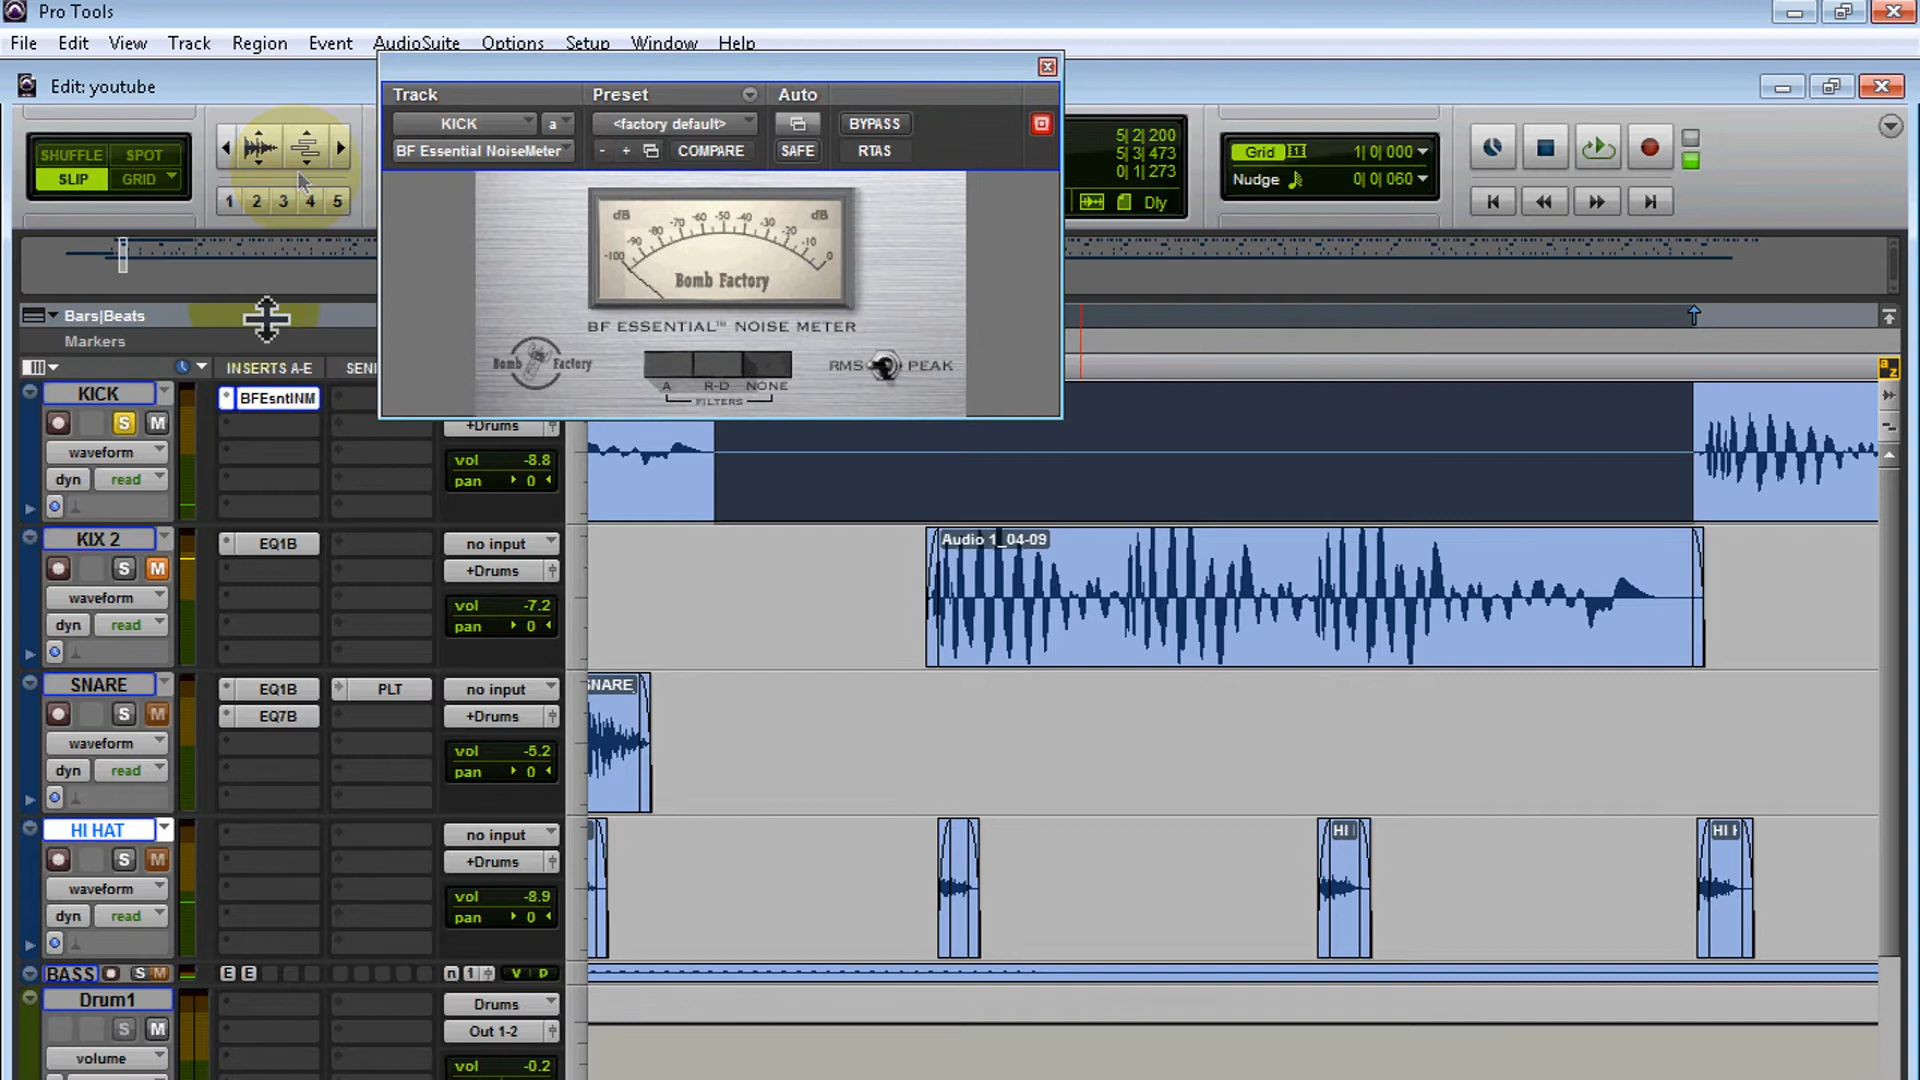 Pro Tools
File Edit View Track Region Event AudioSuite Options Setup Window Help
Edit: youtube
Track Preset Auto
KICK a <factory default> BYPASS
BF Essential NoiseMeter - + COMPARE SAFE RTAS
SHUFFLE SPOT
SLIP GRID
1 2 3 4 5
5| 2| 200
5| 3| 473
0| 1| 273
Dly
Grid 1| 0| 000
Nudge 0| 0| 060
dB dB
-100 -90 -80 -70 -60 -50 -40 -30 -20 -10 0
Bomb Factory
BF ESSENTIAL™ NOISE METER
Bomb Factory
A R-D NONE
FILTERS
RMS PEAK
Bars|Beats
Markers
INSERTS A-E
KICK
BFEsntlNM
S M
+Drums
waveform
vol -8.8
dyn read
pan 0
KIX 2
EQ1B
no input
Audio 1_04-09
S M
+Drums
waveform
vol -7.2
dyn read
pan 0
SNARE
EQ1B
PLT
no input
SNARE
S M
EQ7B
+Drums
waveform
vol -5.2
dyn read
pan 0
HI HAT
no input
HI
HI H
S M
+Drums
waveform
vol -8.9
dyn read
pan 0
BASS S M E E n 1 V P
Drum1
Drums
S M
Out 1-2
volume
vol -0.2